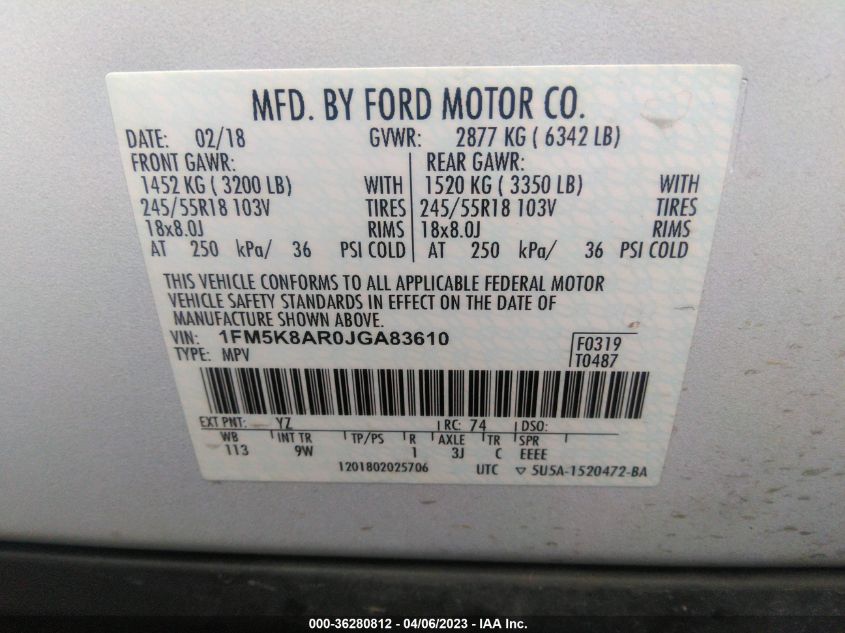 MFD. BY FORD MOTOR CO.
DATE: 02/18 GVWR: 2877 KG ( 6342 LB)
FRONT GAWR: REAR GAWR:
1452 KG ( 3200 LB) WITH 1520 KG ( 3350 LB) WITH
245/55R18 103V TIRES 245/55R18 103V TIRES
18x8.0J RIMS 18x8.0J RIMS
AT 250 kPa/ 36 PSI COLD AT 250 kPa/ 36 PSI COLD
THIS VEHICLE CONFORMS TO ALL APPLICABLE FEDERAL MOTOR
VEHICLE SAFETY STANDARDS IN EFFECT ON THE DATE OF
MANUFACTURE SHOWN ABOVE.
VIN: 1FM5K8AR0JGA83610 F0319
TYPE: MPV T0487
EXT PNT: YZ RC: 74 DSO:
WB INT TR TP/PS R AXLE TR SPR
113 9W 1 3J C EEEE
1201802025706 UTC ▽ 5U5A-1520472-BA
000-36280812 - 04/06/2023 - IAA Inc.